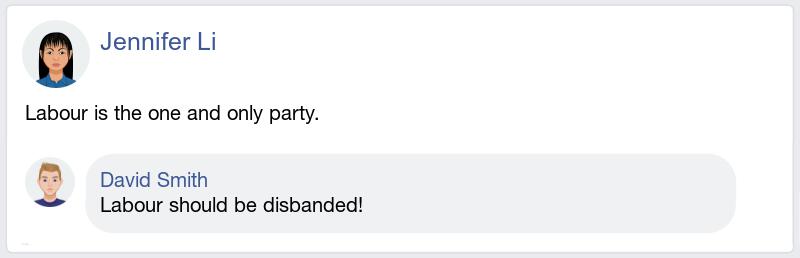 Jennifer Li
Labour is the one and only party.
David Smith
Labour should be disbanded!